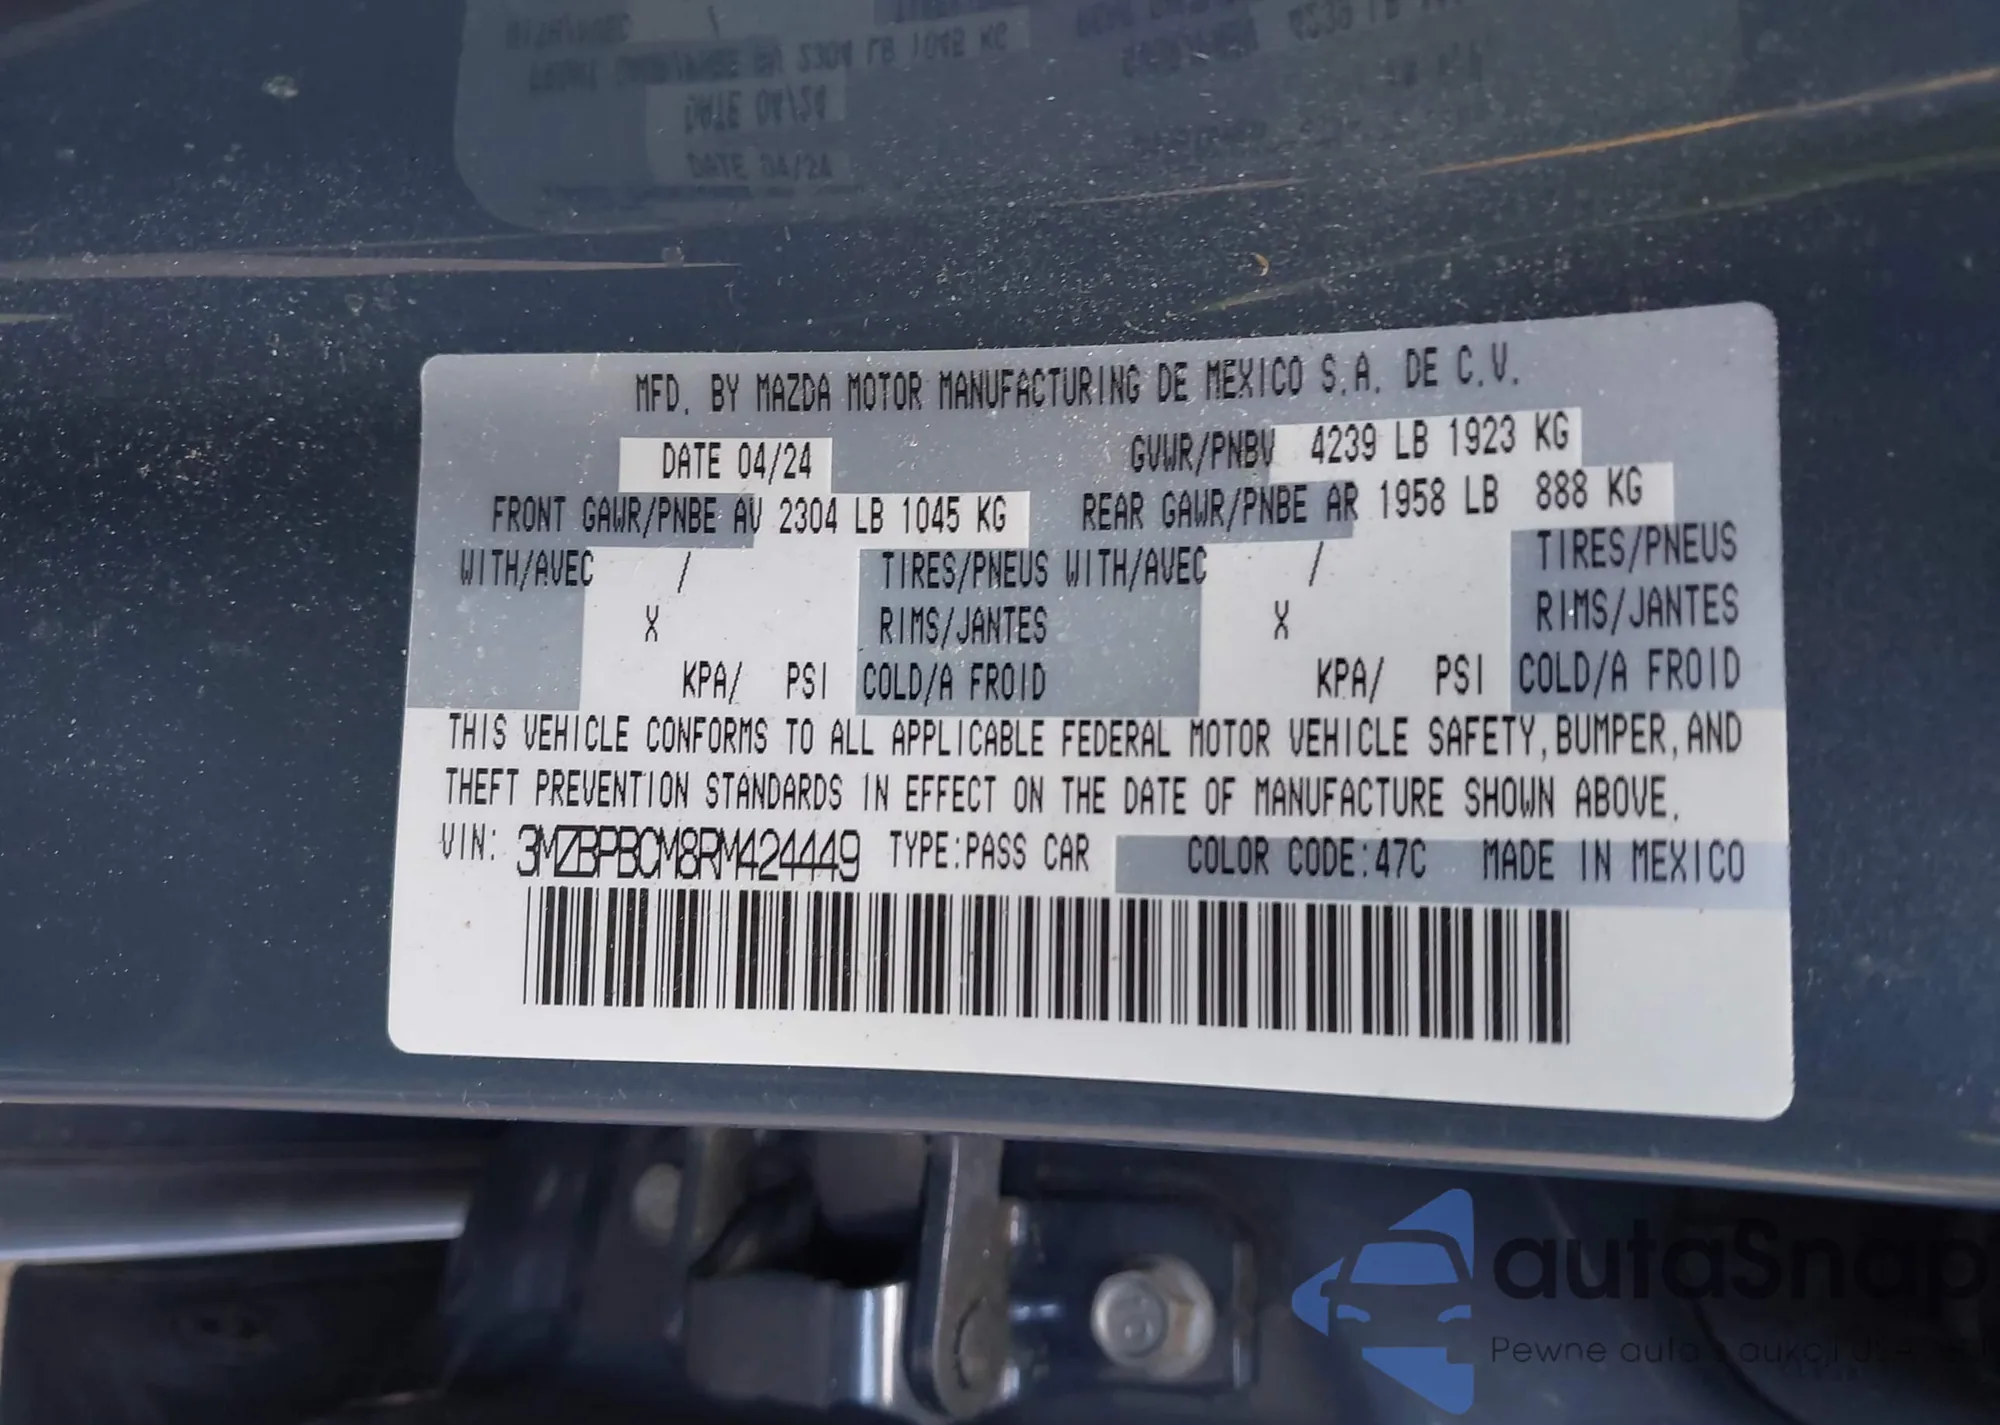 MFD. BY MAZDA MOTOR MANUFACTURING DE MEXICO S.A. DE C.V.
DATE 04/24 GVWR/PNBV 4239 LB 1923 KG
FRONT GAWR/PNBE AV 2304 LB 1045 KG REAR GAWR/PNBE AR 1958 LB 888 KG
WITH/AVEC / TIRES/PNEUS WITH/AVEC / TIRES/PNEUS
X RIMS/JANTES X RIMS/JANTES
KPA/ PSI COLD/A FROID KPA/ PSI COLD/A FROID
THIS VEHICLE CONFORMS TO ALL APPLICABLE FEDERAL MOTOR VEHICLE SAFETY, BUMPER, AND
THEFT PREVENTION STANDARDS IN EFFECT ON THE DATE OF MANUFACTURE SHOWN ABOVE.
VIN: 3MZBPBCM8RM424449 TYPE:PASS CAR COLOR CODE:47C MADE IN MEXICO
autaSnap
Pewne auta z aukcji